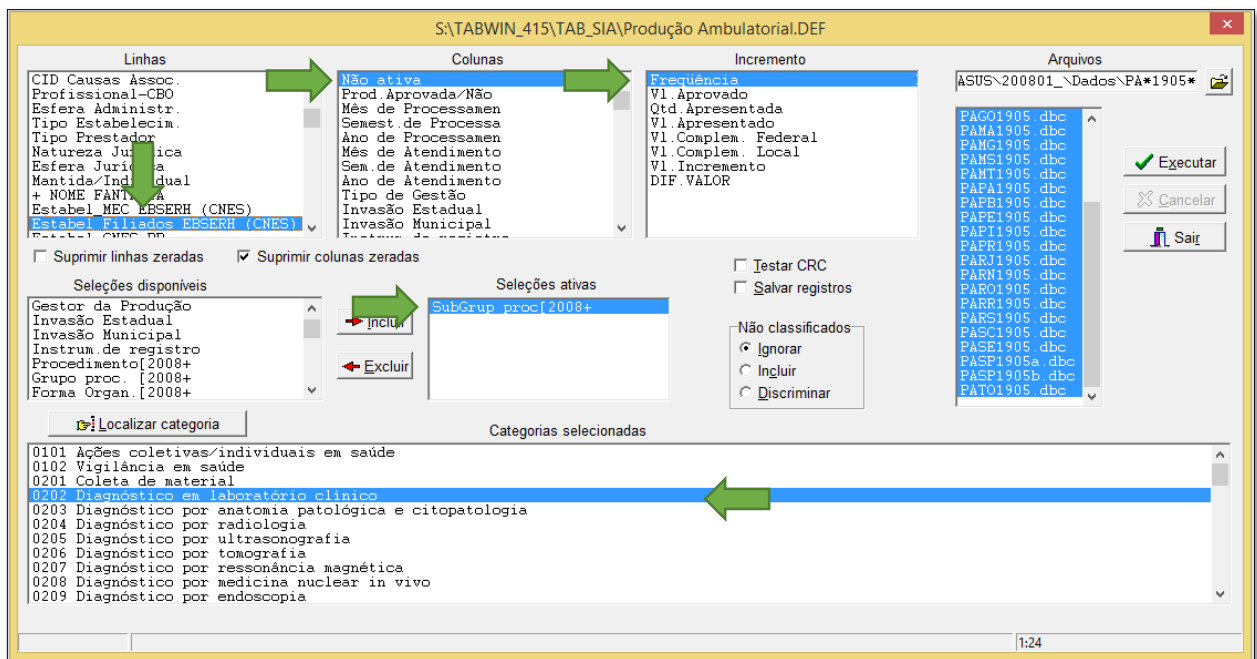 S:\TABWIN_415\TAB_SIA\Produção Ambulatorial.DEF
Linhas
CID Causas Assoc.
Profissional-CBO
Esfera Administr.
Tipo Estabelecim.
Tipo Prestador
Natureza
Esfera
+ NOME
Estabel_MEC EBSERH (CNES)
Estabel_Filiados EBSERH (CNES)
Suprimir linhas zeradas
Colunas
Não ativa
Prod.Aprovada/Não
Mês de Processamen
Semest.de Processa
Ano de Processamen
Mês de Atendimento
Sem.de Atendimento
Ano de Atendimento
Tipo de Gestão
Invasão Estadual
Invasão Municipal
Suprimir colunas zeradas
Incremento
Freqüência
Vl.Aprovado
Qtd.Apresentada
Vl.Apresentado
Vl.Complem. Federal
Vl.Complem. Local
Vl.Incremento
DIF.VALOR
Arquivos
ASUS\200801_\Dados\PA*1905*
PAGO1905.dbc
PAMA1905.dbc
PAMG1905.dbc
PAMS1905.dbc
PAMT1905.dbc
PAPA1905.dbc
PAPB1905.dbc
PAPE1905.dbc
PAPI1905.dbc
PAPR1905.dbc
PARJ1905.dbc
PARN1905.dbc
PARO1905.dbc
PARR1905.dbc
PARS1905.dbc
PASC1905.dbc
PASE1905.dbc
PASP1905a.dbc
PASP1905b.dbc
PATO1905.dbc
Executar
Cancelar
Sair
Seleções disponíveis
Gestor da Produção
Invasão Estadual
Invasão Municipal
Instrum.de registro
Procedimento[2008+
Grupo proc. [2008+
Forma Organ.[2008+
Incluir
Excluir
Seleções ativas
SubGrup proc[2008+
Testar CRC
Salvar registros
Não classificados
Ignorar
Incluir
Discriminar
Localizar categoria
Categorias selecionadas
0101 Ações coletivas/individuais em saúde
0102 Vigilância em saúde
0201 Coleta de material
0202 Diagnóstico em laboratório clínico
0203 Diagnóstico por anatomia patológica e citopatologia
0204 Diagnóstico por radiologia
0205 Diagnóstico por ultrasonografia
0206 Diagnóstico por tomografia
0207 Diagnóstico por ressonância magnética
0208 Diagnóstico por medicina nuclear in vivo
0209 Diagnóstico por endoscopia
1:24